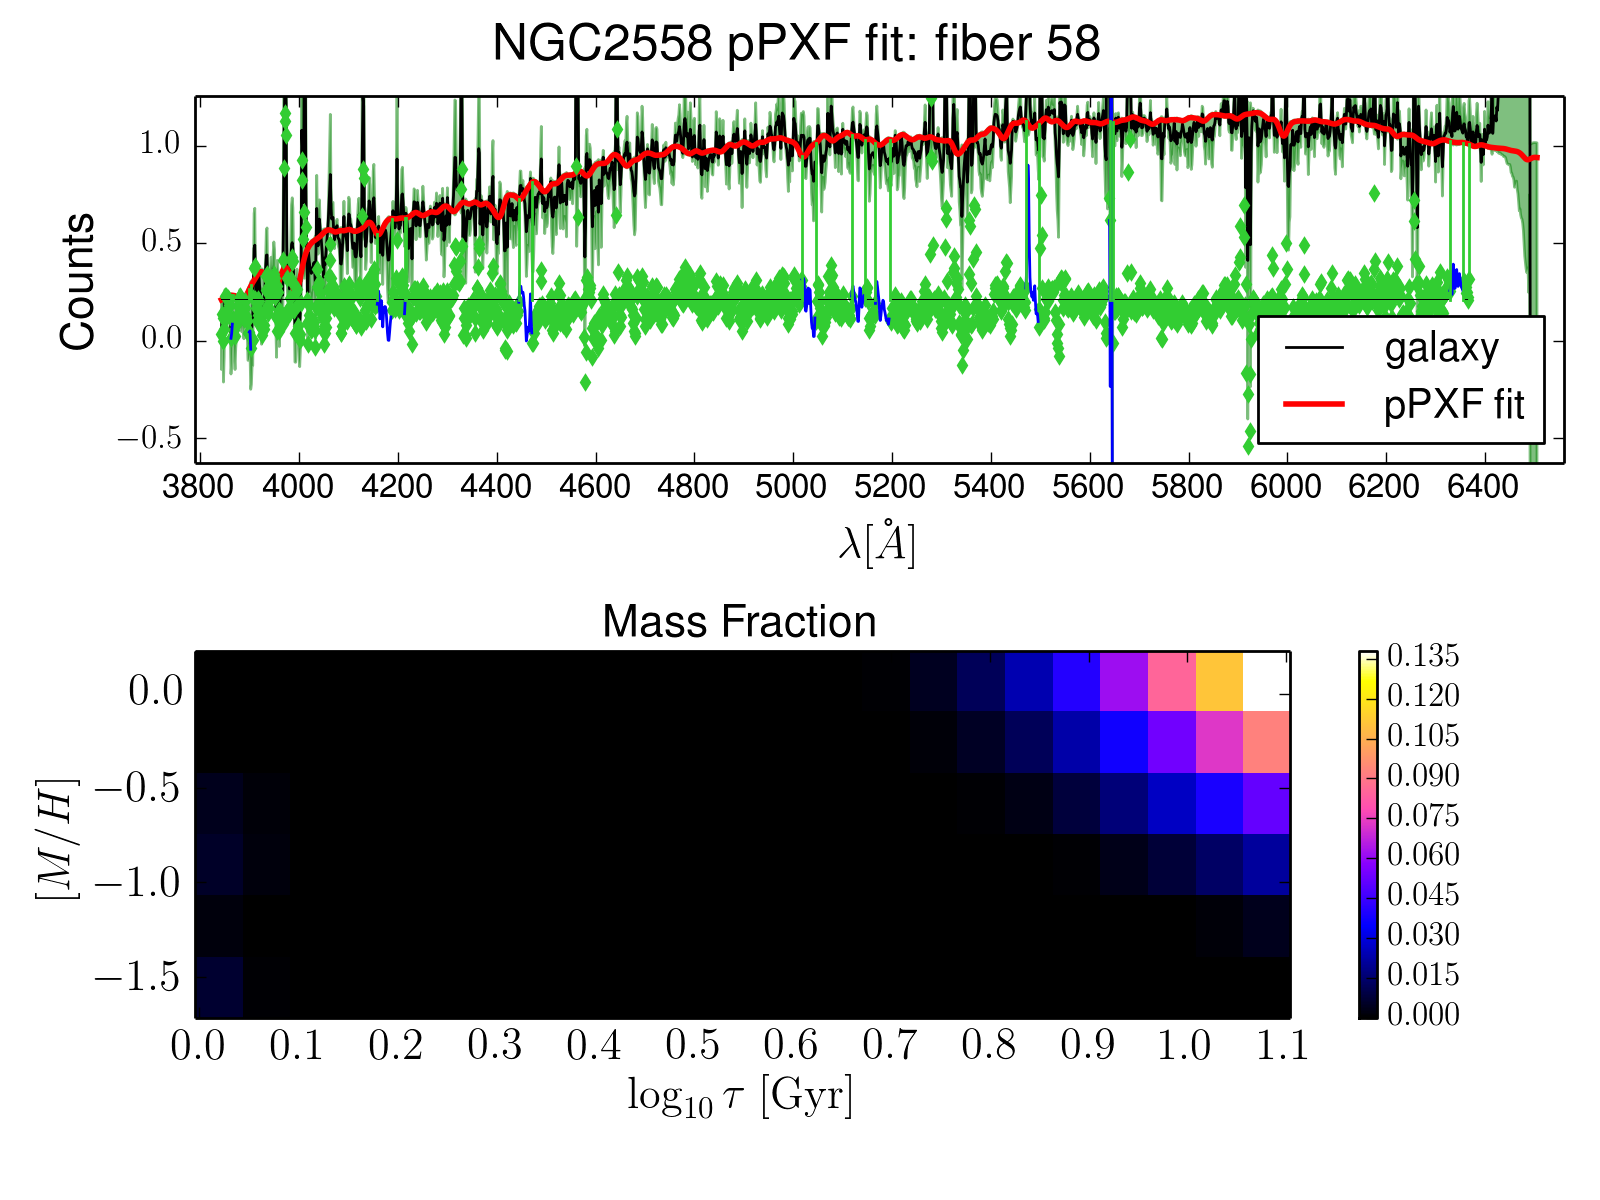 NGC2558 pPXF fit: fiber 58
Counts
1.0
0.5
0.0
−0.5
galaxy
pPXF fit
3800 4000 4200 4400 4600 4800 5000 5200 5400 5600 5800 6000 6200 6400
λ[Å]
Mass Fraction
[M/H]
0.0
−0.5
−1.0
−1.5
0.0 0.1 0.2 0.3 0.4 0.5 0.6 0.7 0.8 0.9 1.0 1.1
log₁₀ τ [Gyr]
0.135
0.120
0.105
0.090
0.075
0.060
0.045
0.030
0.015
0.000